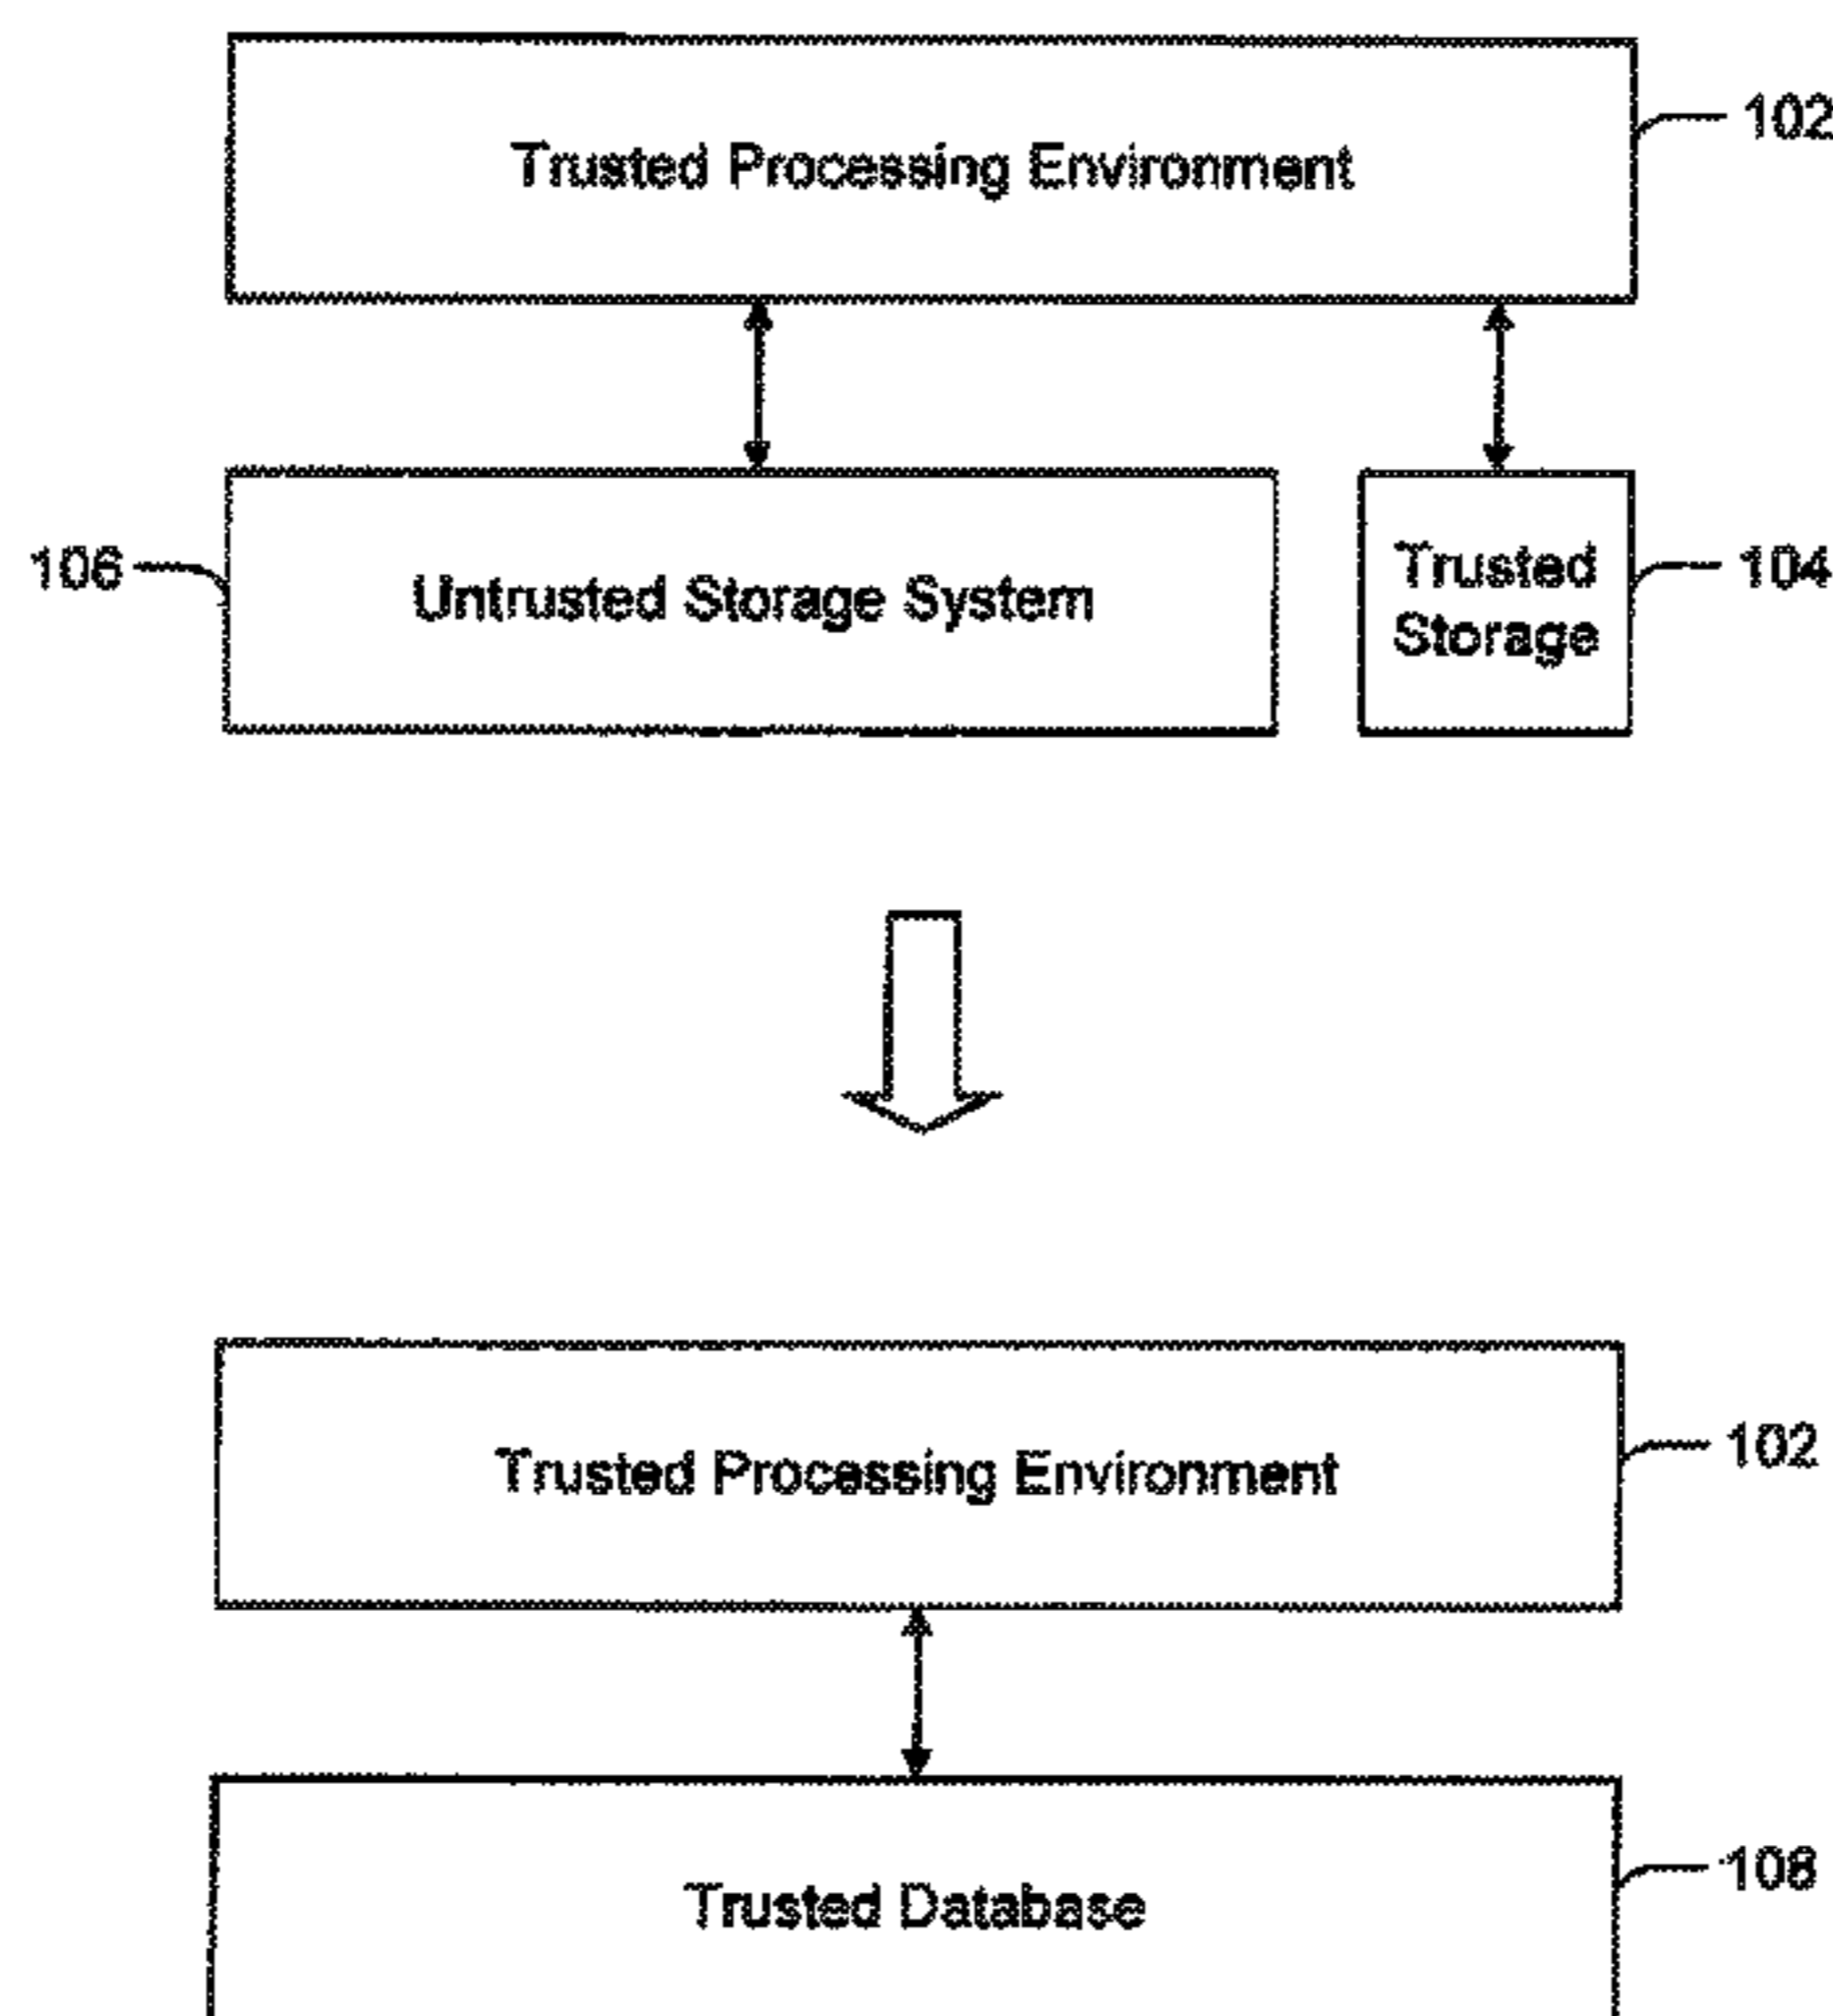 Trusted Processing Environment
102
106
Untrusted Storage System
Trusted
Storage
104
Trusted Processing Environment
102
Trusted Database
108